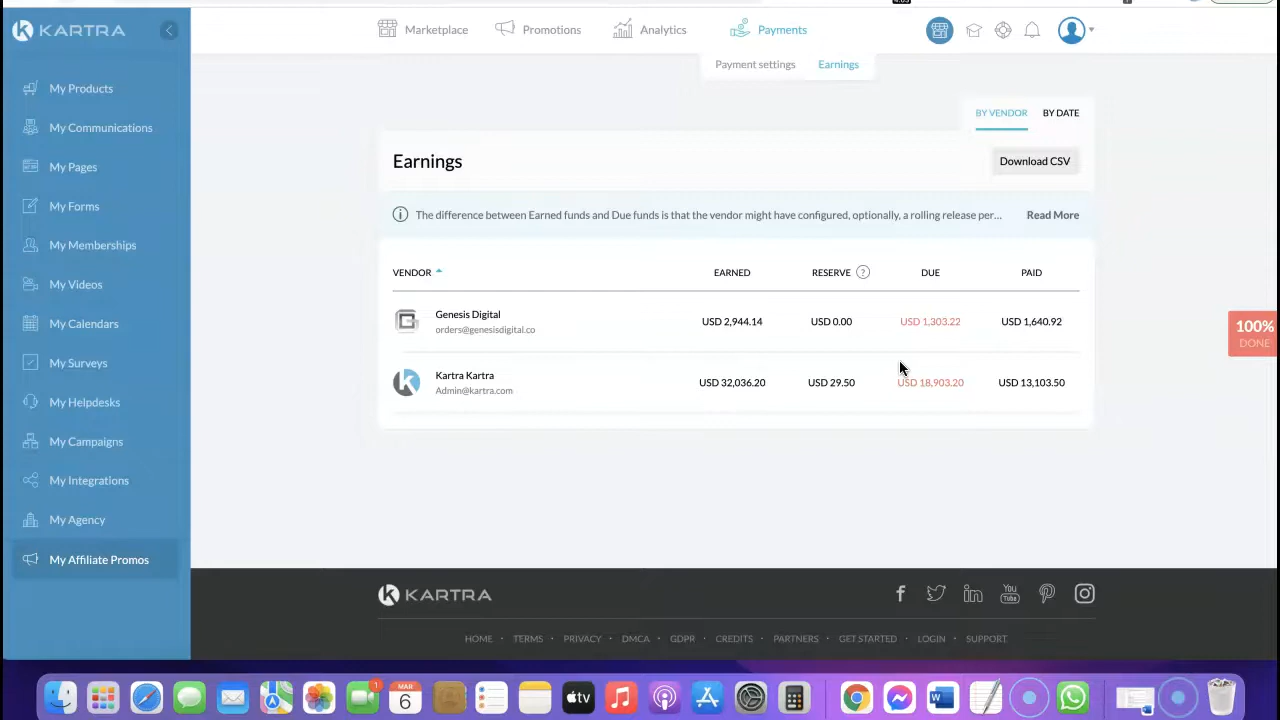 KARTRA
Marketplace
Promotions
Analytics
Payments
Payment settings
Earnings
My Products
My Communications
My Pages
My Forms
My Memberships
My Videos
My Calendars
My Surveys
My Helpdesks
My Campaigns
My Integrations
My Agency
My Affiliate Promos
BY VENDOR BY DATE
Earnings
Download CSV
The difference between Earned funds and Due funds is that the vendor might have configured, optionally, a rolling release per... Read More
VENDOR EARNED RESERVE ? DUE PAID
Genesis Digital
orders@genesisdigital.co
USD 2,944.14 USD 0.00 USD 1,303.22 USD 1,640.92
Kartra Kartra
Admin@kartra.com
USD 32,036.20 USD 29.50 USD 18,903.20 USD 13,103.50
100%
DONE
KARTRA
You Tube
HOME · TERMS · PRIVACY · DMCA · GDPR · CREDITS · PARTNERS · GET STARTED · LOGIN · SUPPORT
1
MAR
6
tv